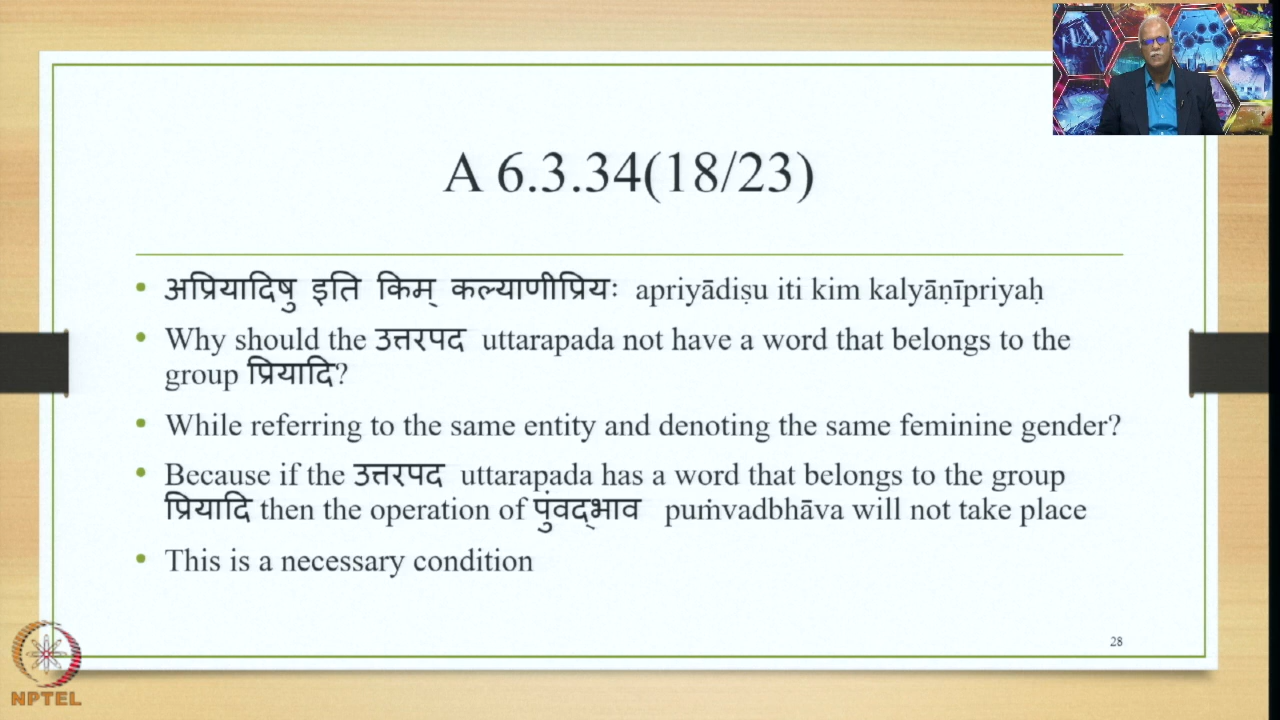 A 6.3.34(18/23)
• अप्रियादिषु इति किम् कल्याणीप्रियः apriyādiṣu iti kim kalyāṇīpriyaḥ
• Why should the उत्तरपद uttarapada not have a word that belongs to the
group प्रियादि?
• While referring to the same entity and denoting the same feminine gender?
• Because if the उत्तरपद uttarapada has a word that belongs to the group
प्रियादि then the operation of पुंवद्भाव puṁvadbhāva will not take place
• This is a necessary condition
28
NPTEL